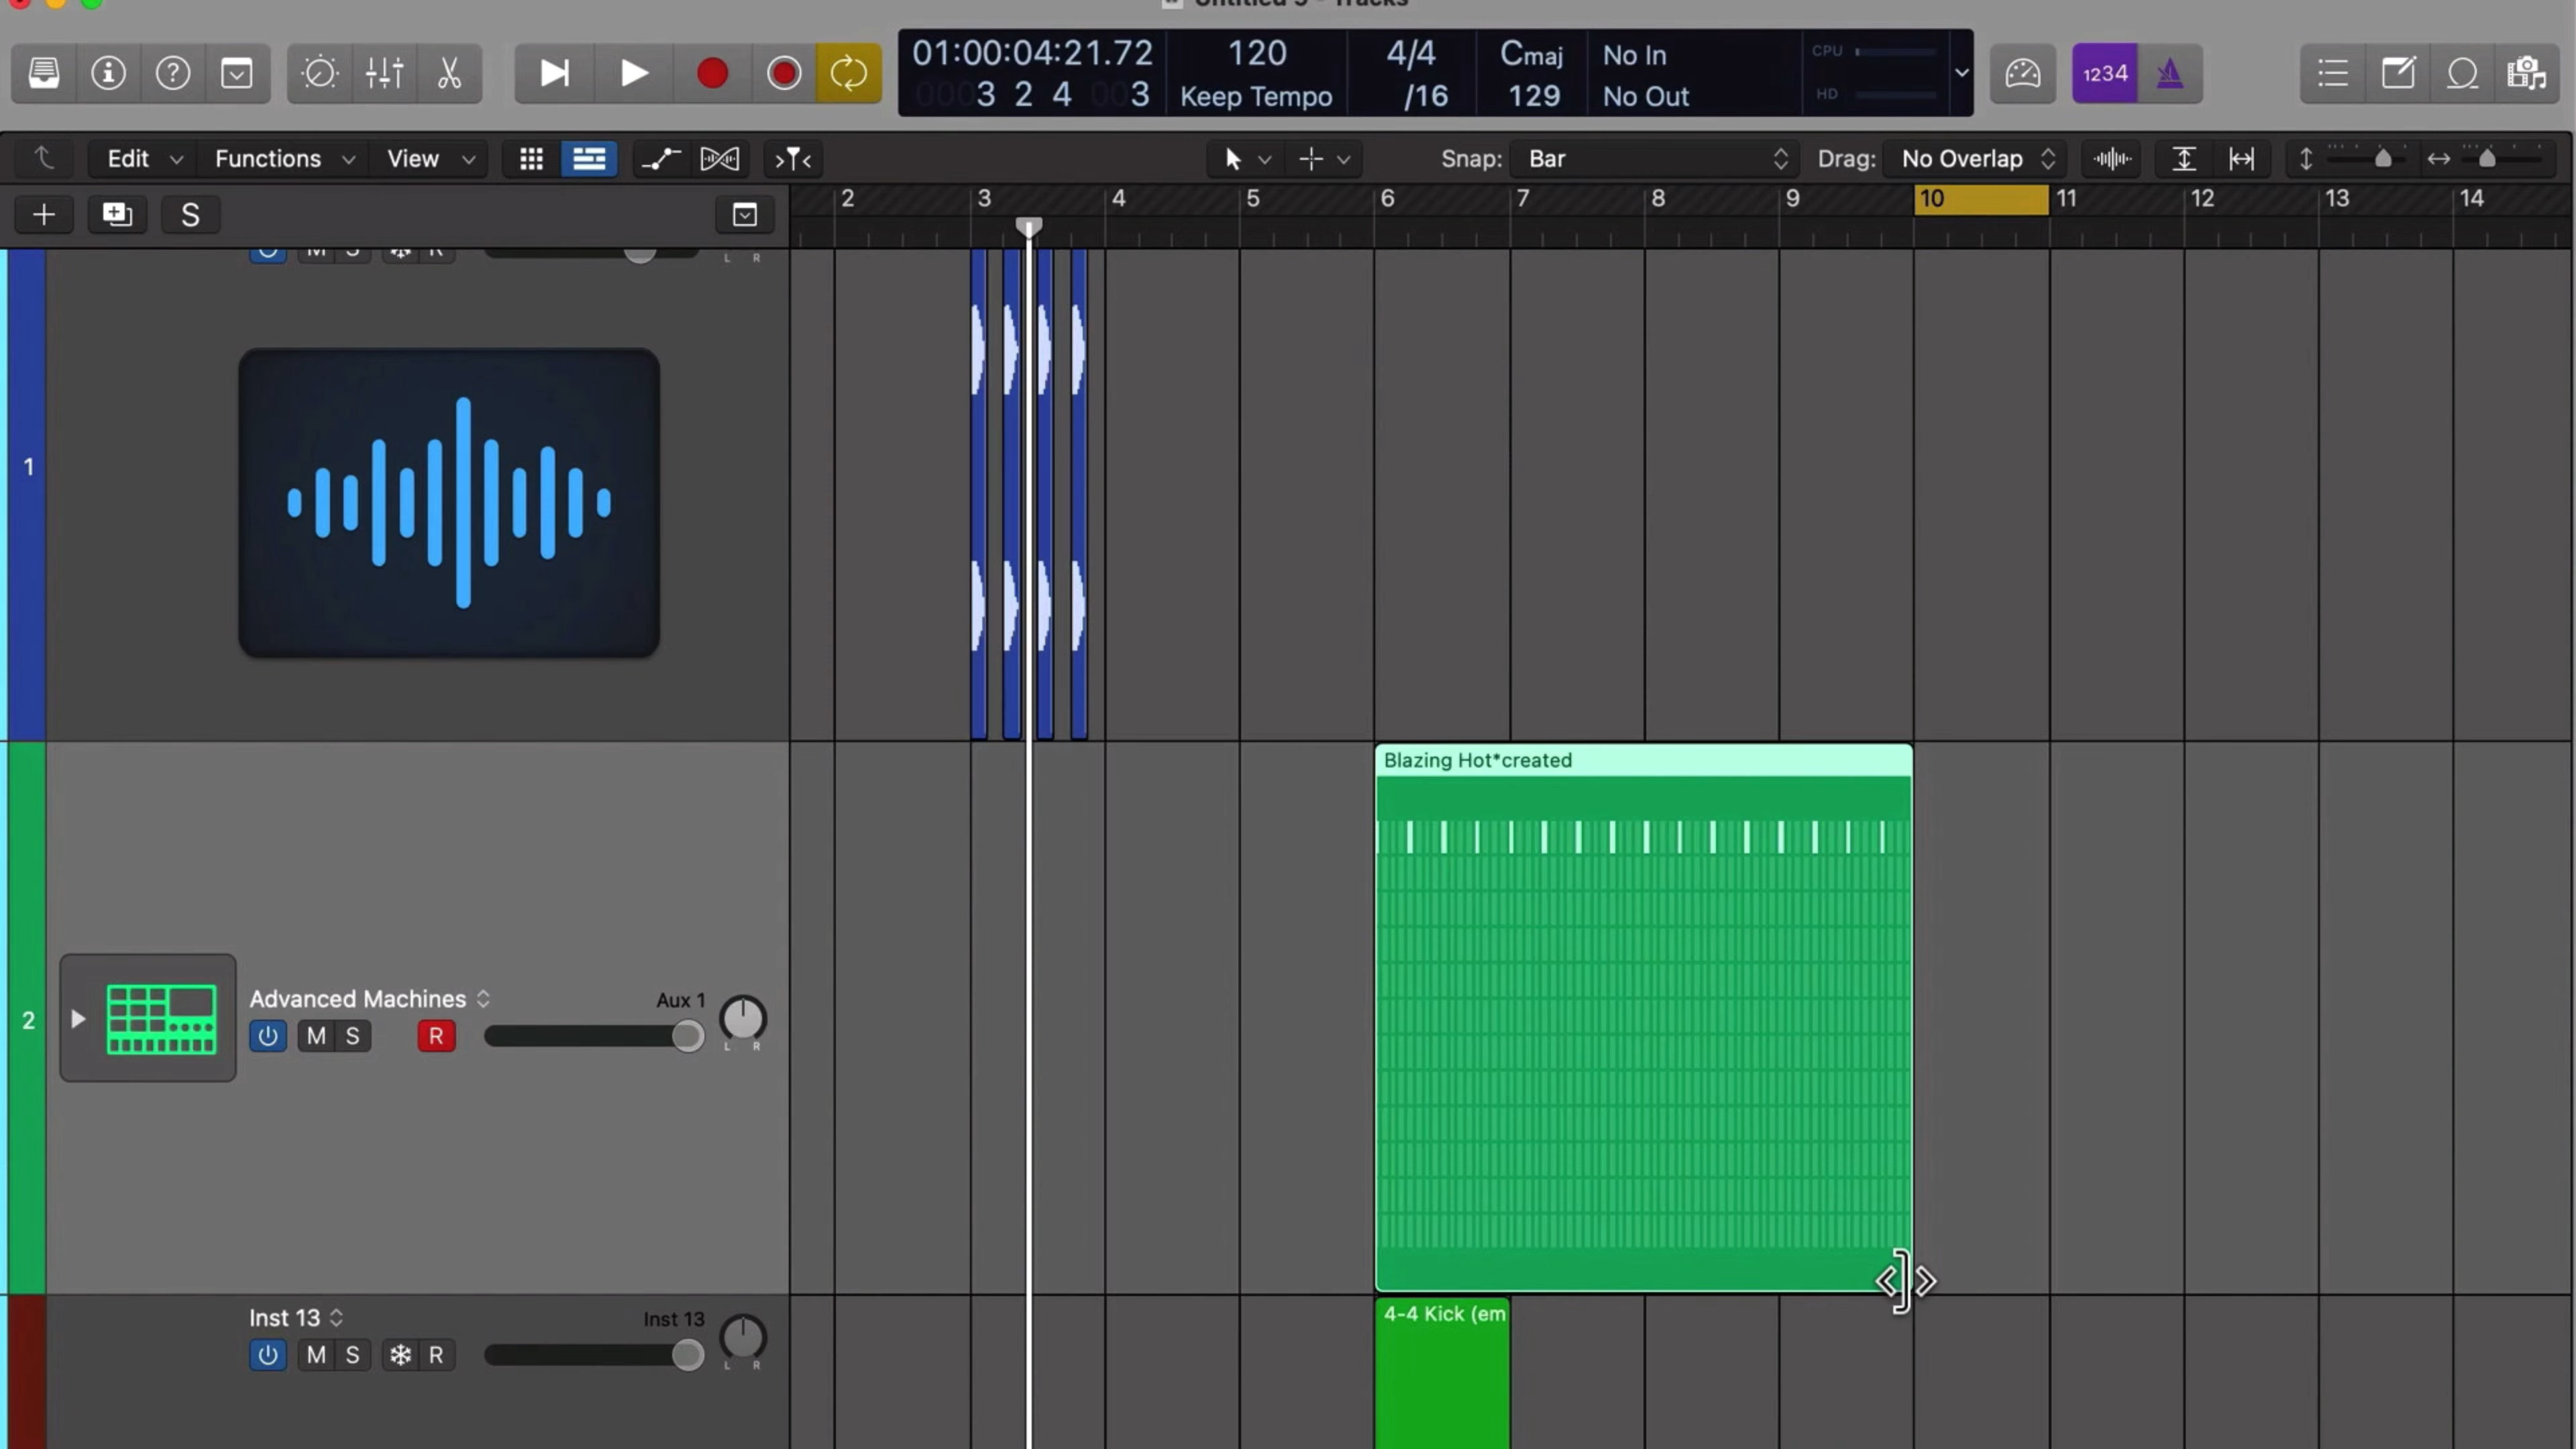 01:00:04:21.72
3 2 4 3
120
Keep Tempo
4/4
/16
Cmaj
129
No In
No Out
CPU
HD
1234
Edit
Functions
View
Snap: Bar
Drag: No Overlap
S
2 3 4 5 6 7 8 9 10 11 12 13 14
M S R
L R
1
Blazing Hot*created
2
Advanced Machines
Aux 1
M S R
L R
Inst 13
Inst 13
M S R
L R
4-4 Kick (em